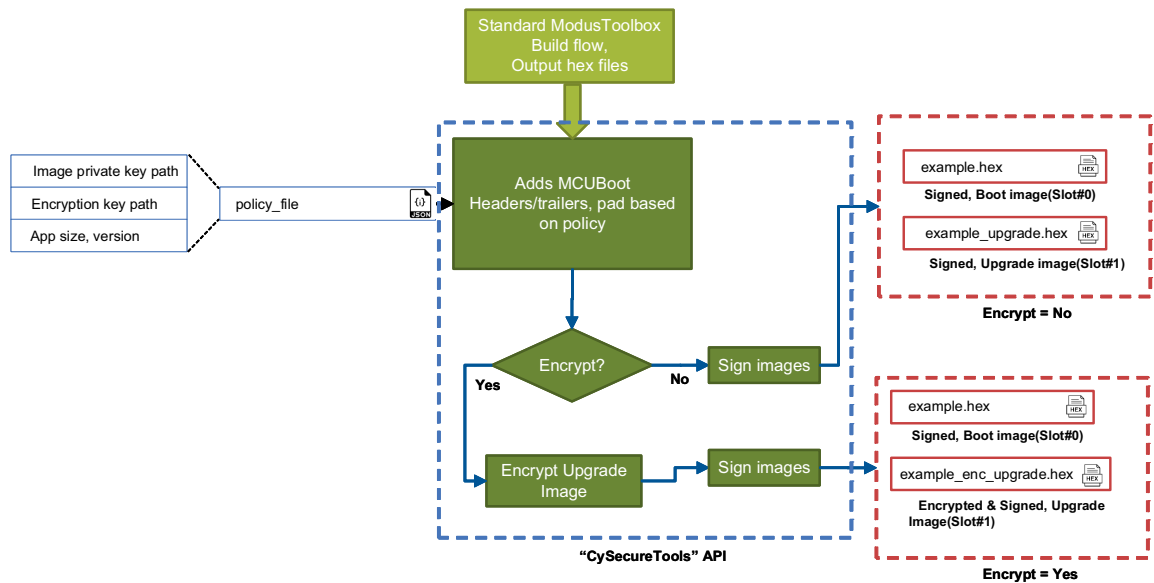 Standard ModusToolbox
Build flow,
Output hex files
Image private key path
Encryption key path
App size, version
policy_file
{;}
JSON
Adds MCUBoot
Headers/trailers, pad based
on policy
Encrypt?
Yes
No
Sign images
Encrypt Upgrade
Image
Sign images
"CySecureTools" API
example.hex
HEX
Signed, Boot image(Slot#0)
example_upgrade.hex
HEX
Signed, Upgrade image(Slot#1)
Encrypt = No
example.hex
HEX
Signed, Boot image(Slot#0)
example_enc_upgrade.hex
HEX
Encrypted & Signed, Upgrade
Image(Slot#1)
Encrypt = Yes